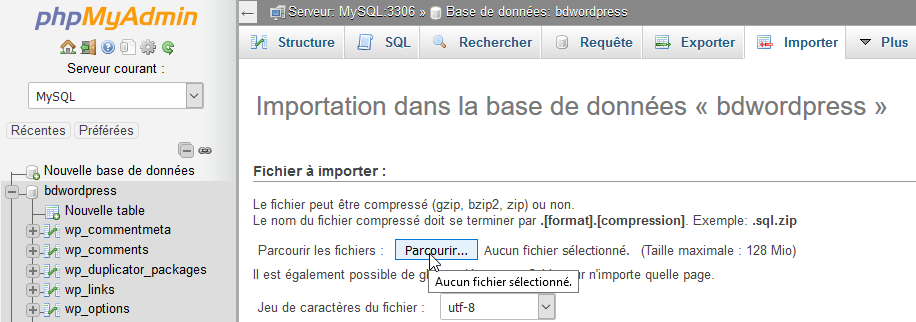 phpMyAdmin
Serveur courant :
MySQL
Récentes Préférées
Nouvelle base de données
bdwordpress
Nouvelle table
wp_commentmeta
wp_comments
wp_duplicator_packages
wp_links
wp_options
Serveur: MySQL:3306 » Base de données: bdwordpress
Structure SQL Rechercher Requête Exporter Importer Plus
Importation dans la base de données « bdwordpress »
Fichier à importer :
Le fichier peut être compressé (gzip, bzip2, zip) ou non.
Le nom du fichier compressé doit se terminer par .[format].[compression]. Exemple: .sql.zip
Parcourir les fichiers : Parcourir... Aucun fichier sélectionné. (Taille maximale : 128 Mio)
Il est également possible de n'importe quelle page.
Aucun fichier sélectionné.
Jeu de caractères du fichier : utf-8